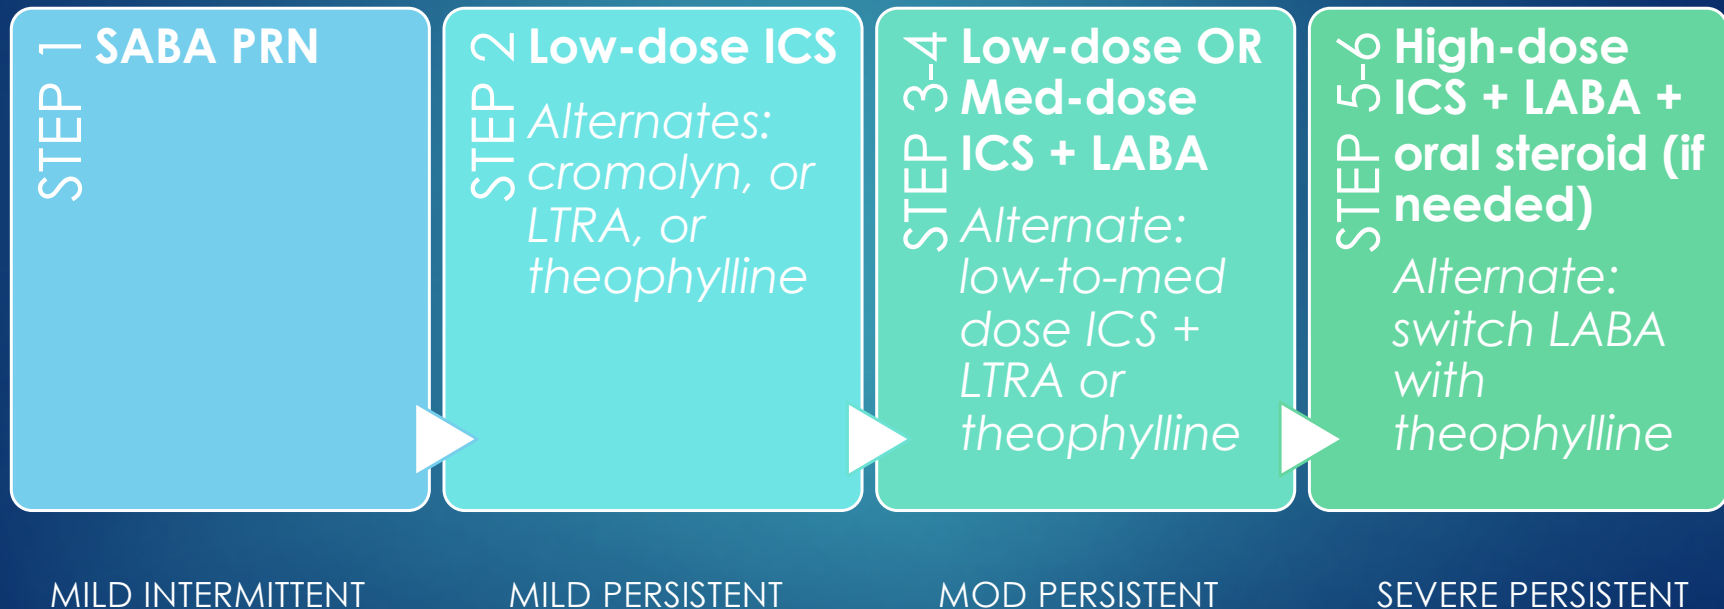 STEP 1
SABA PRN
STEP 2
Low-dose ICS
Alternates:
cromolyn, or
LTRA, or
theophylline
STEP 3-4
Low-dose OR
Med-dose
ICS + LABA
Alternate:
low-to-med
dose ICS +
LTRA or
theophylline
STEP 5-6
High-dose
ICS + LABA +
oral steroid (if
needed)
Alternate:
switch LABA
with
theophylline
MILD INTERMITTENT
MILD PERSISTENT
MOD PERSISTENT
SEVERE PERSISTENT